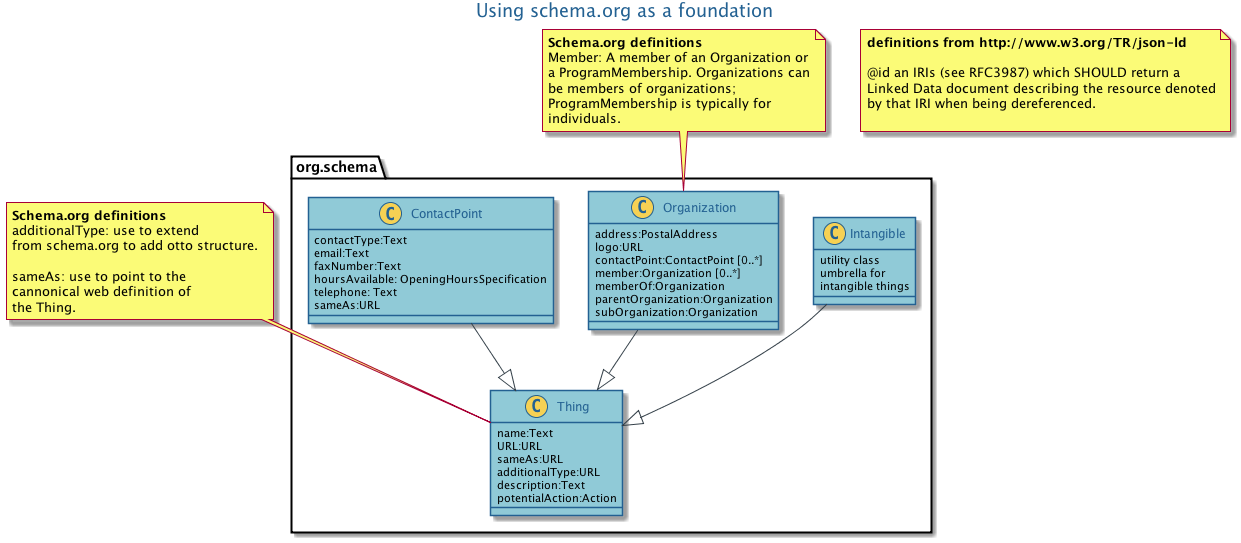 Using schema.org as a foundation
Schema.org definitions
Member: A member of an Organization or
a ProgramMembership. Organizations can
be members of organizations;
ProgramMembership is typically for
individuals.
definitions from http://www.w3.org/TR/json-ld
@id an IRIs (see RFC3987) which SHOULD return a
Linked Data document describing the resource denoted
by that IRI when being dereferenced.
org.schema
Schema.org definitions
additionalType: use to extend
from schema.org to add otto structure.
sameAs: use to point to the
cannonical web definition of
the Thing.
C ContactPoint
contactType:Text
email:Text
faxNumber:Text
hoursAvailable: OpeningHoursSpecification
telephone: Text
sameAs:URL
C Organization
address:PostalAddress
logo:URL
contactPoint:ContactPoint [0..*]
member:Organization [0..*]
memberOf:Organization
parentOrganization:Organization
subOrganization:Organization
C Intangible
utility class
umbrella for
intangible things
C Thing
name:Text
URL:URL
sameAs:URL
additionalType:URL
description:Text
potentialAction:Action